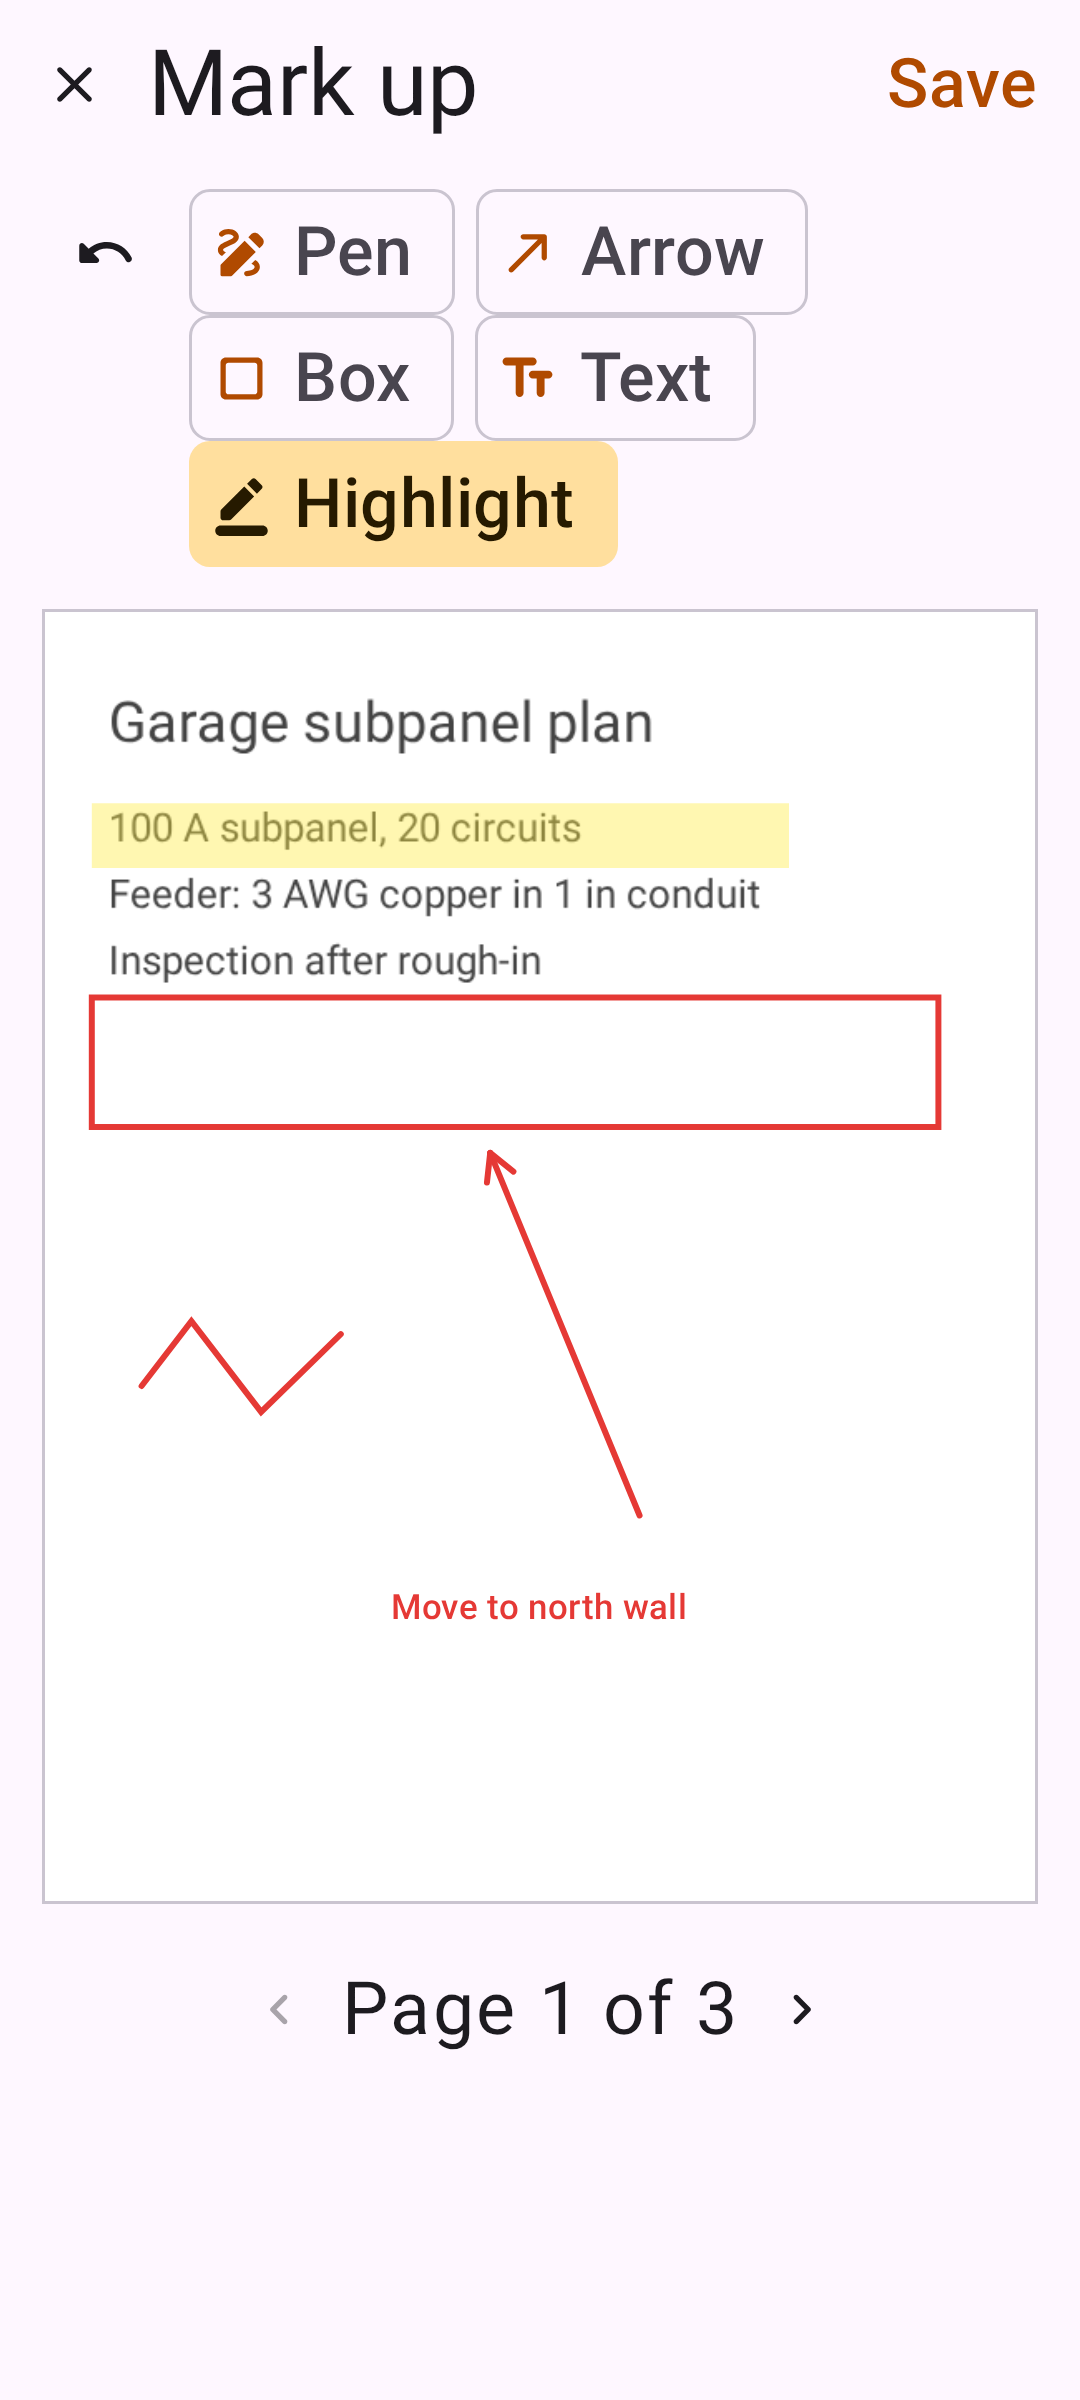 Mark up
Save
Pen
Arrow
Box
Text
Highlight
Garage subpanel plan
100 A subpanel, 20 circuits
Feeder: 3 AWG copper in 1 in conduit
Inspection after rough-in
Move to north wall
Page 1 of 3